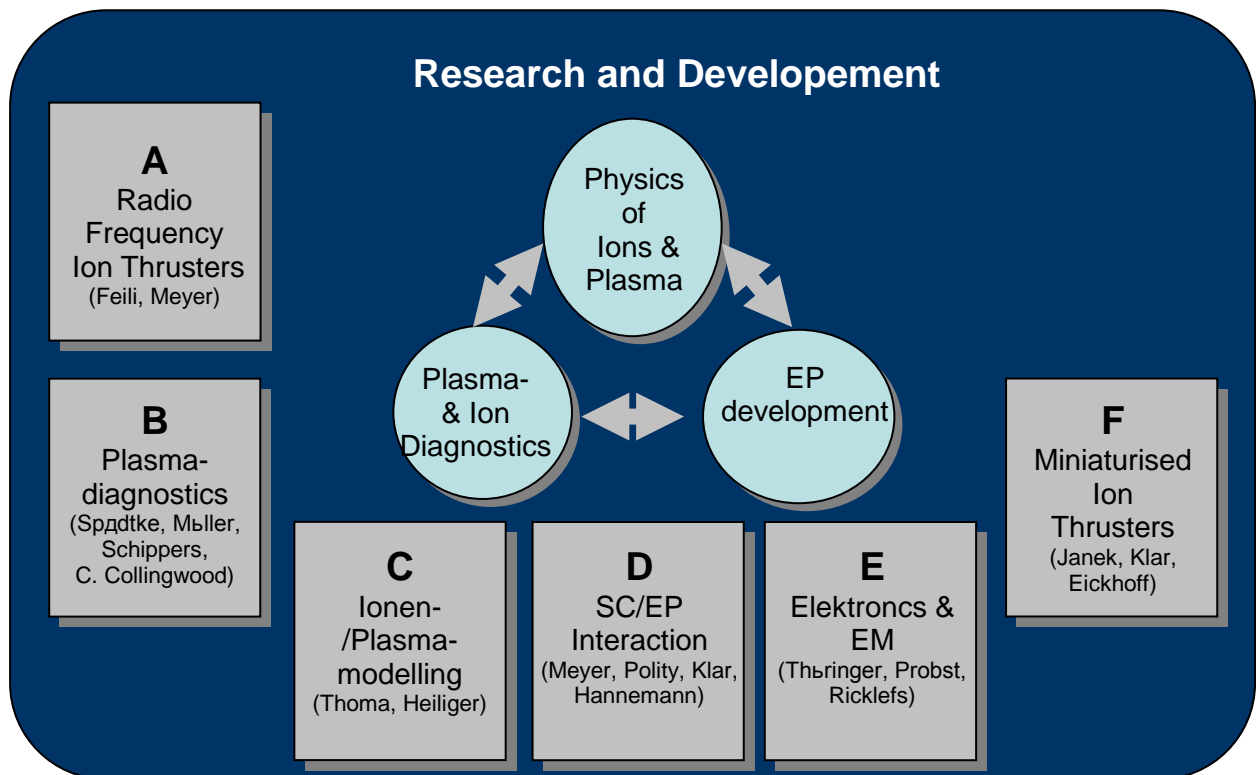 Research and Developement
A
Radio
Frequency
Ion Thrusters
(Feili, Meyer)
Physics
of
Ions &
Plasma
Plasma-
& Ion
Diagnostics
EP
development
B
Plasma-
diagnostics
(Spдdtke, Mьller,
Schippers,
C. Collingwood)
C
Ionen-
/Plasma-
modelling
(Thoma, Heiliger)
D
SC/EP
Interaction
(Meyer, Polity, Klar,
Hannemann)
E
Elektroncs &
EM
(Thьringer, Probst,
Ricklefs)
F
Miniaturised
Ion
Thrusters
(Janek, Klar,
Eickhoff)